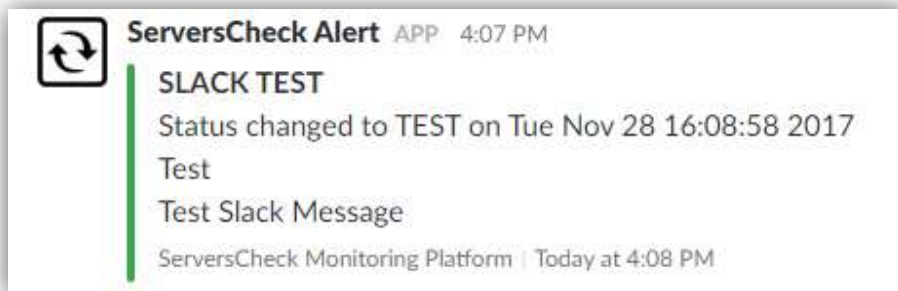 ServersCheck Alert APP 4:07 PM
SLACK TEST
Status changed to TEST on Tue Nov 28 16:08:58 2017
Test
Test Slack Message
ServersCheck Monitoring Platform | Today at 4:08 PM